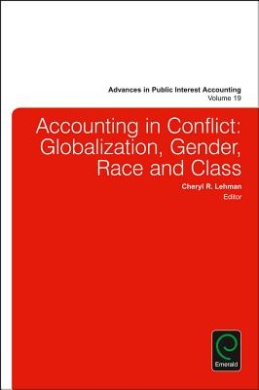 Advances in Public Interest Accounting
Volume 19
Accounting in Conflict:
Globalization, Gender,
Race and Class
Cheryl R. Lehman
Editor
Emerald